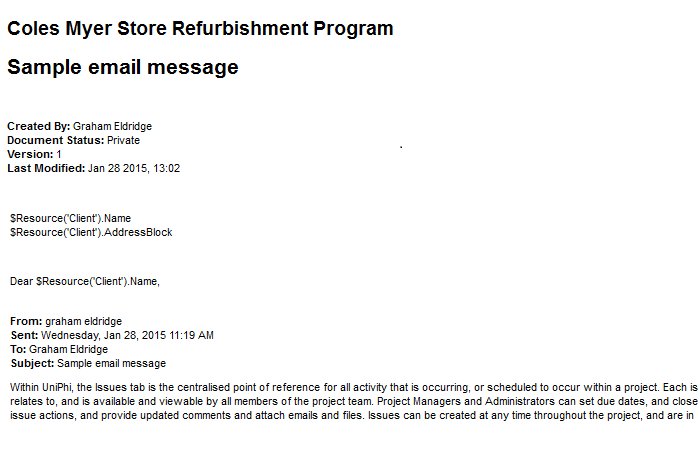 Coles Myer Store Refurbishment Program
Sample email message
Created By: Graham Eldridge
Document Status: Private
Version: 1
Last Modified: Jan 28 2015, 13:02
$Resource('Client').Name
$Resource('Client').AddressBlock
Dear $Resource('Client').Name,
From: graham eldridge
Sent: Wednesday, Jan 28, 2015 11:19 AM
To: Graham Eldridge
Subject: Sample email message
Within UniPhi, the Issues tab is the centralised point of reference for all activity that is occurring, or scheduled to occur within a project. Each is
relates to, and is available and viewable by all members of the project team. Project Managers and Administrators can set due dates, and close
issue actions, and provide updated comments and attach emails and files. Issues can be created at any time throughout the project, and are in